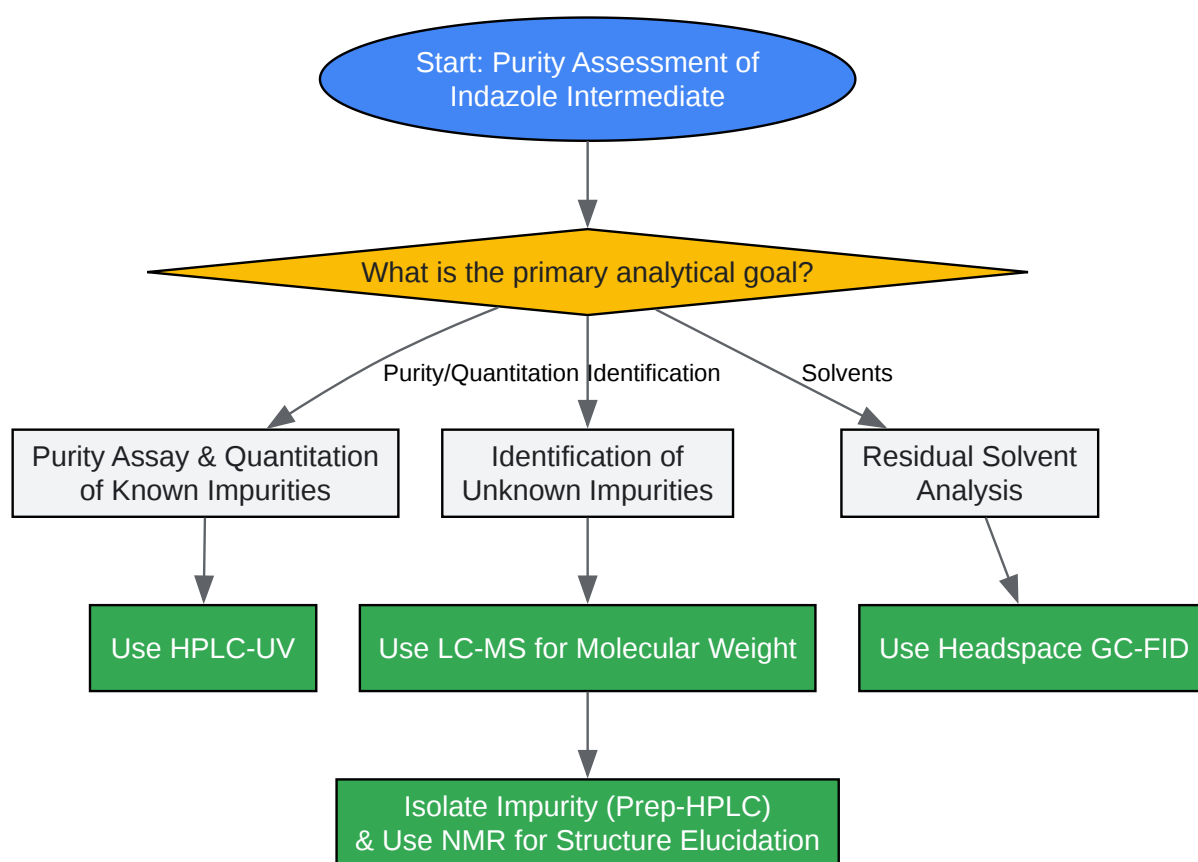 Start: Purity Assessment of
Indazole Intermediate
What is the primary analytical goal?
Purity/Quantitation
Identification
Solvents
Purity Assay & Quantitation
of Known Impurities
Identification of
Unknown Impurities
Residual Solvent
Analysis
Use HPLC-UV
Use LC-MS for Molecular Weight
Use Headspace GC-FID
Isolate Impurity (Prep-HPLC)
& Use NMR for Structure Elucidation